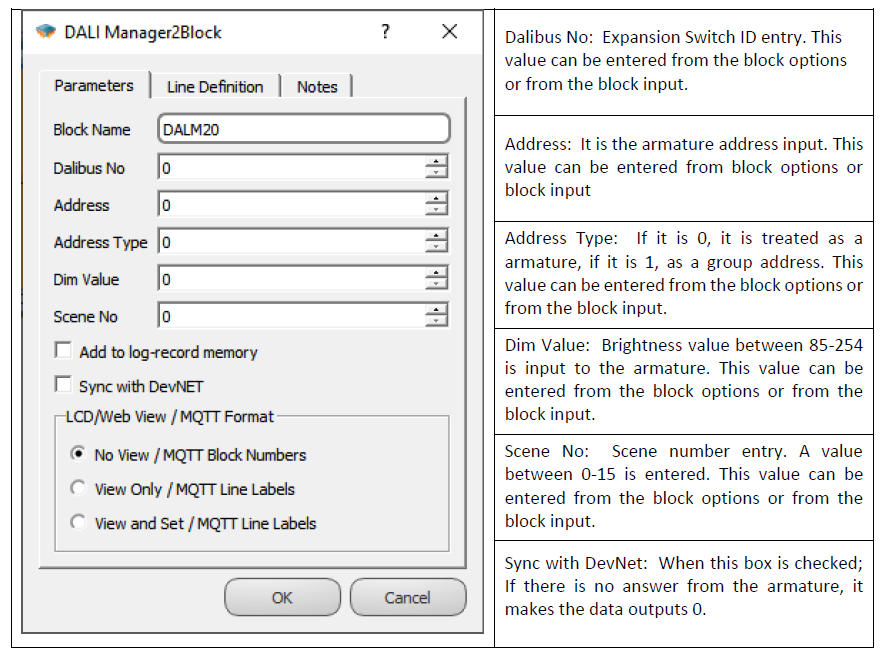 DALI Manager2Block
?
Parameters
Line Definition
Notes
Block Name
DALM20
Dalibus No
0
Address
0
Address Type
0
Dim Value
0
Scene No
0
Add to log-record memory
Sync with DevNET
LCD/Web View / MQTT Format
No View / MQTT Block Numbers
View Only / MQTT Line Labels
View and Set / MQTT Line Labels
OK
Cancel
Dalibus No: Expansion Switch ID entry. This
value can be entered from the block options
or from the block input.
Address: It is the armature address input. This
value can be entered from block options or
block input
Address Type: If it is 0, it is treated as a
armature, if it is 1, as a group address. This
value can be entered from the block options or
from the block input.
Dim Value: Brightness value between 85-254
is input to the armature. This value can be
entered from the block options or from the
block input.
Scene No: Scene number entry. A value
between 0-15 is entered. This value can be
entered from the block options or from the
block input.
Sync with DevNet: When this box is checked;
If there is no answer from the armature, it
makes the data outputs 0.